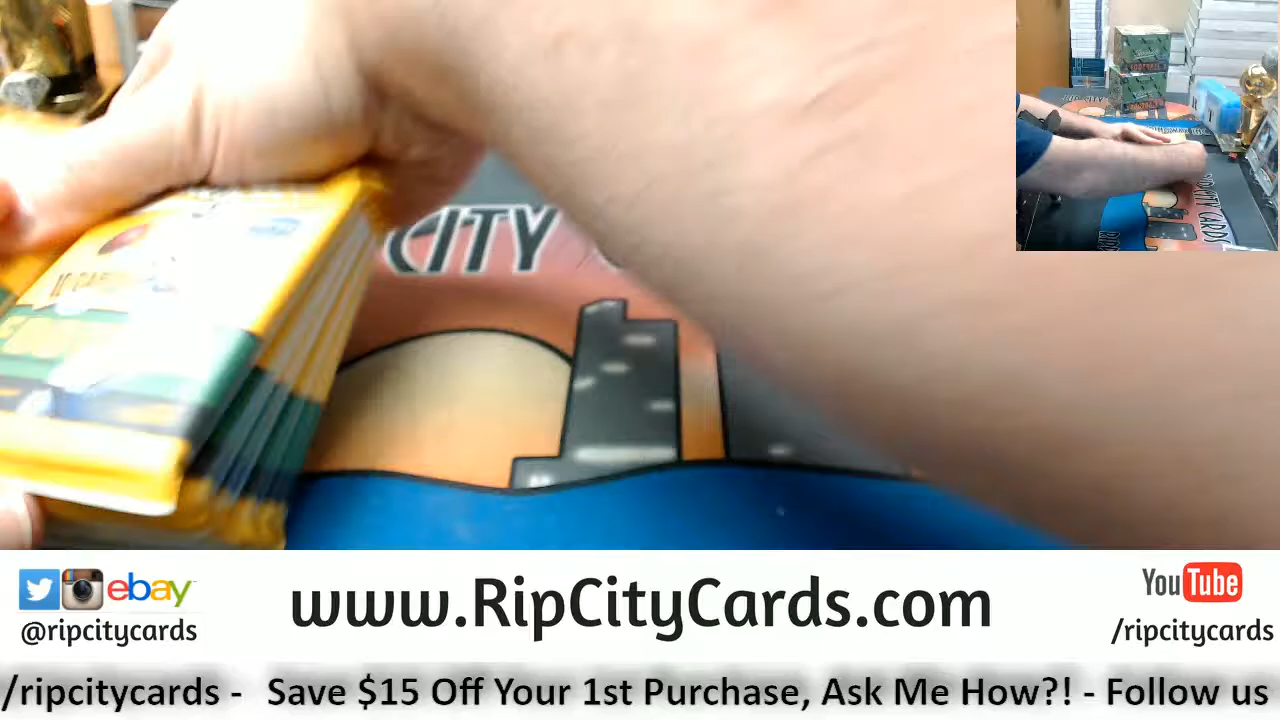 CITY
ebay
@ripcitycards
www.RipCityCards.com
YouTube
/ripcitycards
/ripcitycards - Save $15 Off Your 1st Purchase, Ask Me How?! - Follow us